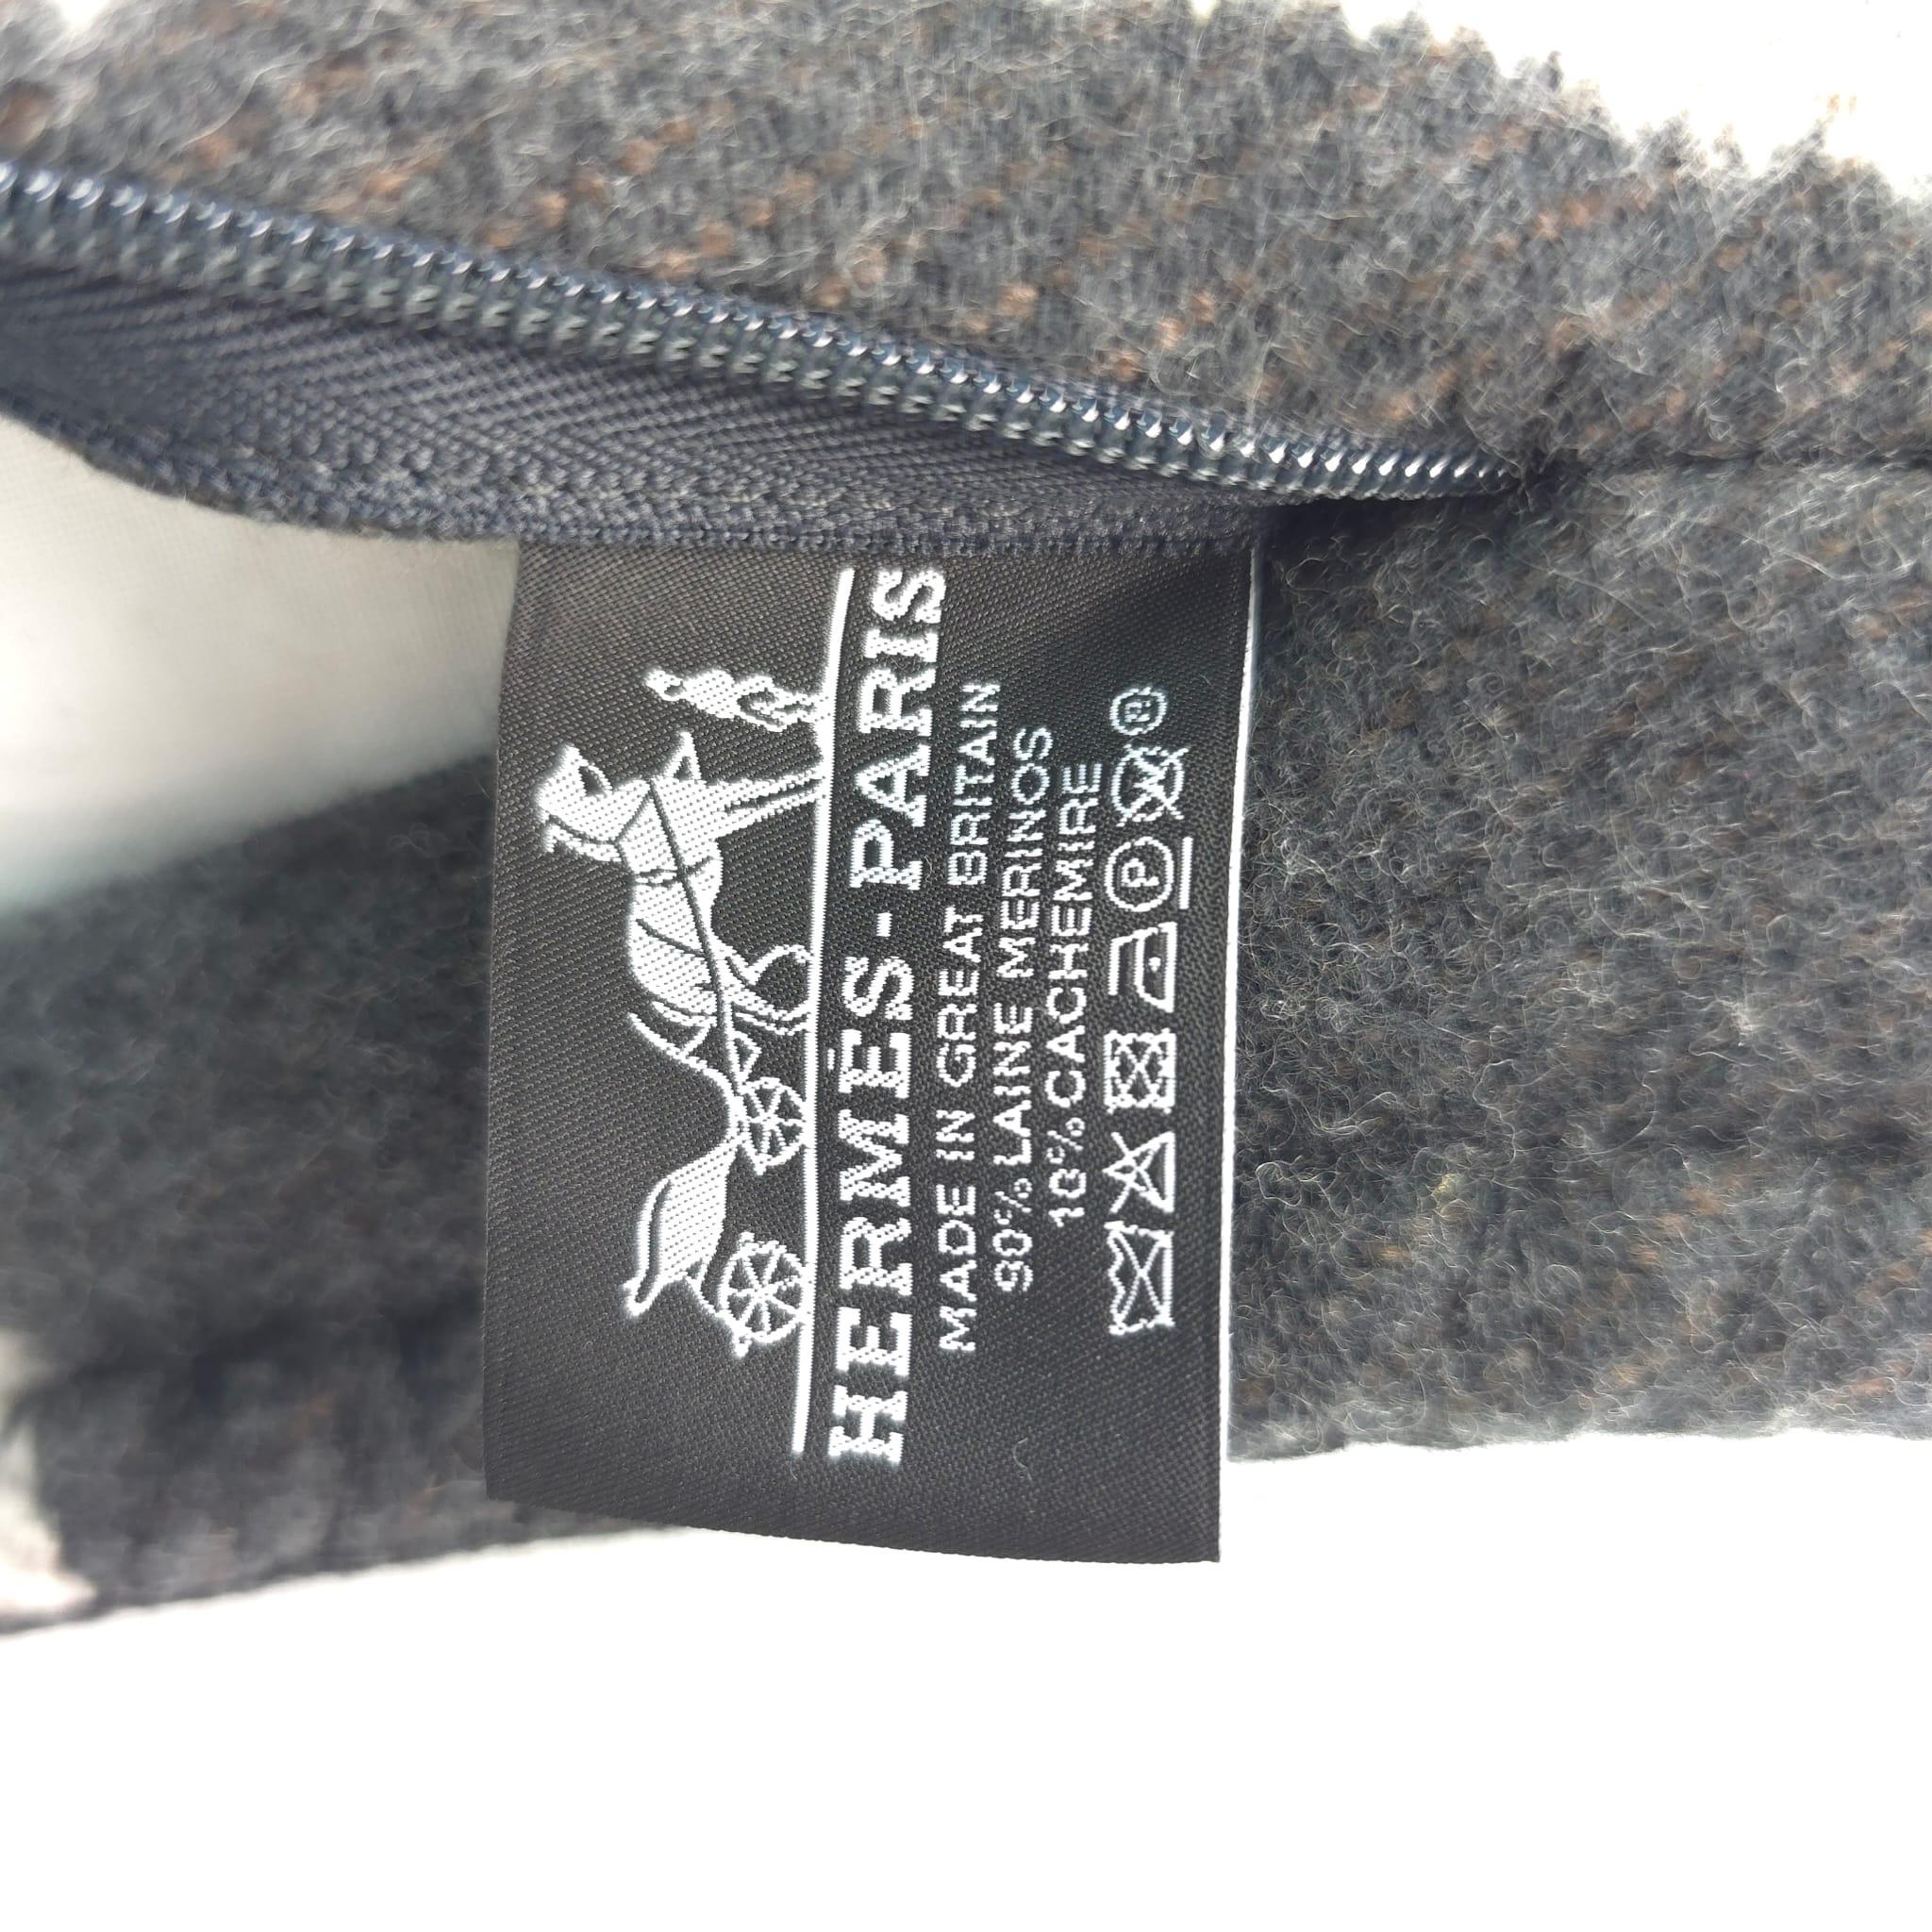 HERMÈS-PARIS
MADE IN GREAT BRITAIN
90% LAINE MERINOS
10% CACHEMIRE
P W ®